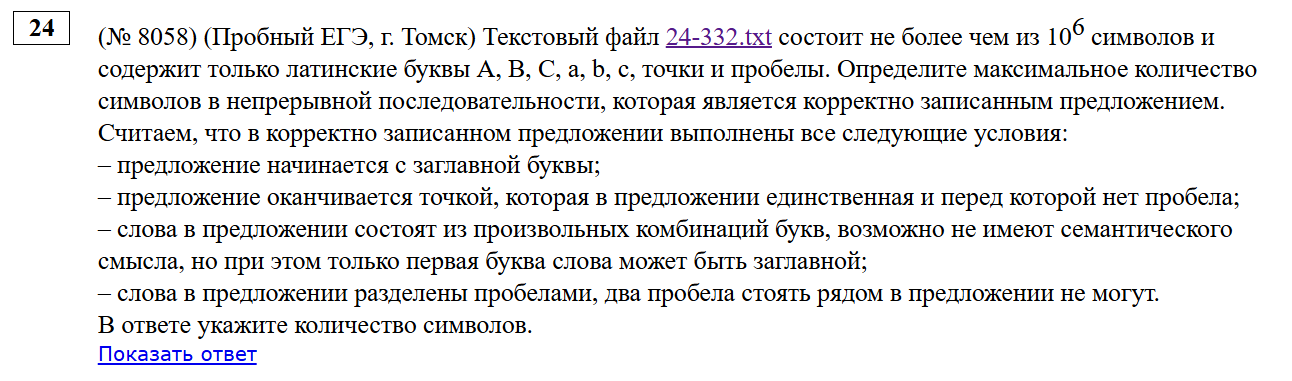 24
(№ 8058) (Пробный ЕГЭ, г. Томск) Текстовый файл 24-332.txt состоит не более чем из 10⁶ символов и
содержит только латинские буквы A, B, C, a, b, c, точки и пробелы. Определите максимальное количество
символов в непрерывной последовательности, которая является корректно записанным предложением.
Считаем, что в корректно записанном предложении выполнены все следующие условия:
– предложение начинается с заглавной буквы;
– предложение оканчивается точкой, которая в предложении единственная и перед которой нет пробела;
– слова в предложении состоят из произвольных комбинаций букв, возможно не имеют семантического
смысла, но при этом только первая буква слова может быть заглавной;
– слова в предложении разделены пробелами, два пробела стоять рядом в предложении не могут.
В ответе укажите количество символов.
Показать ответ